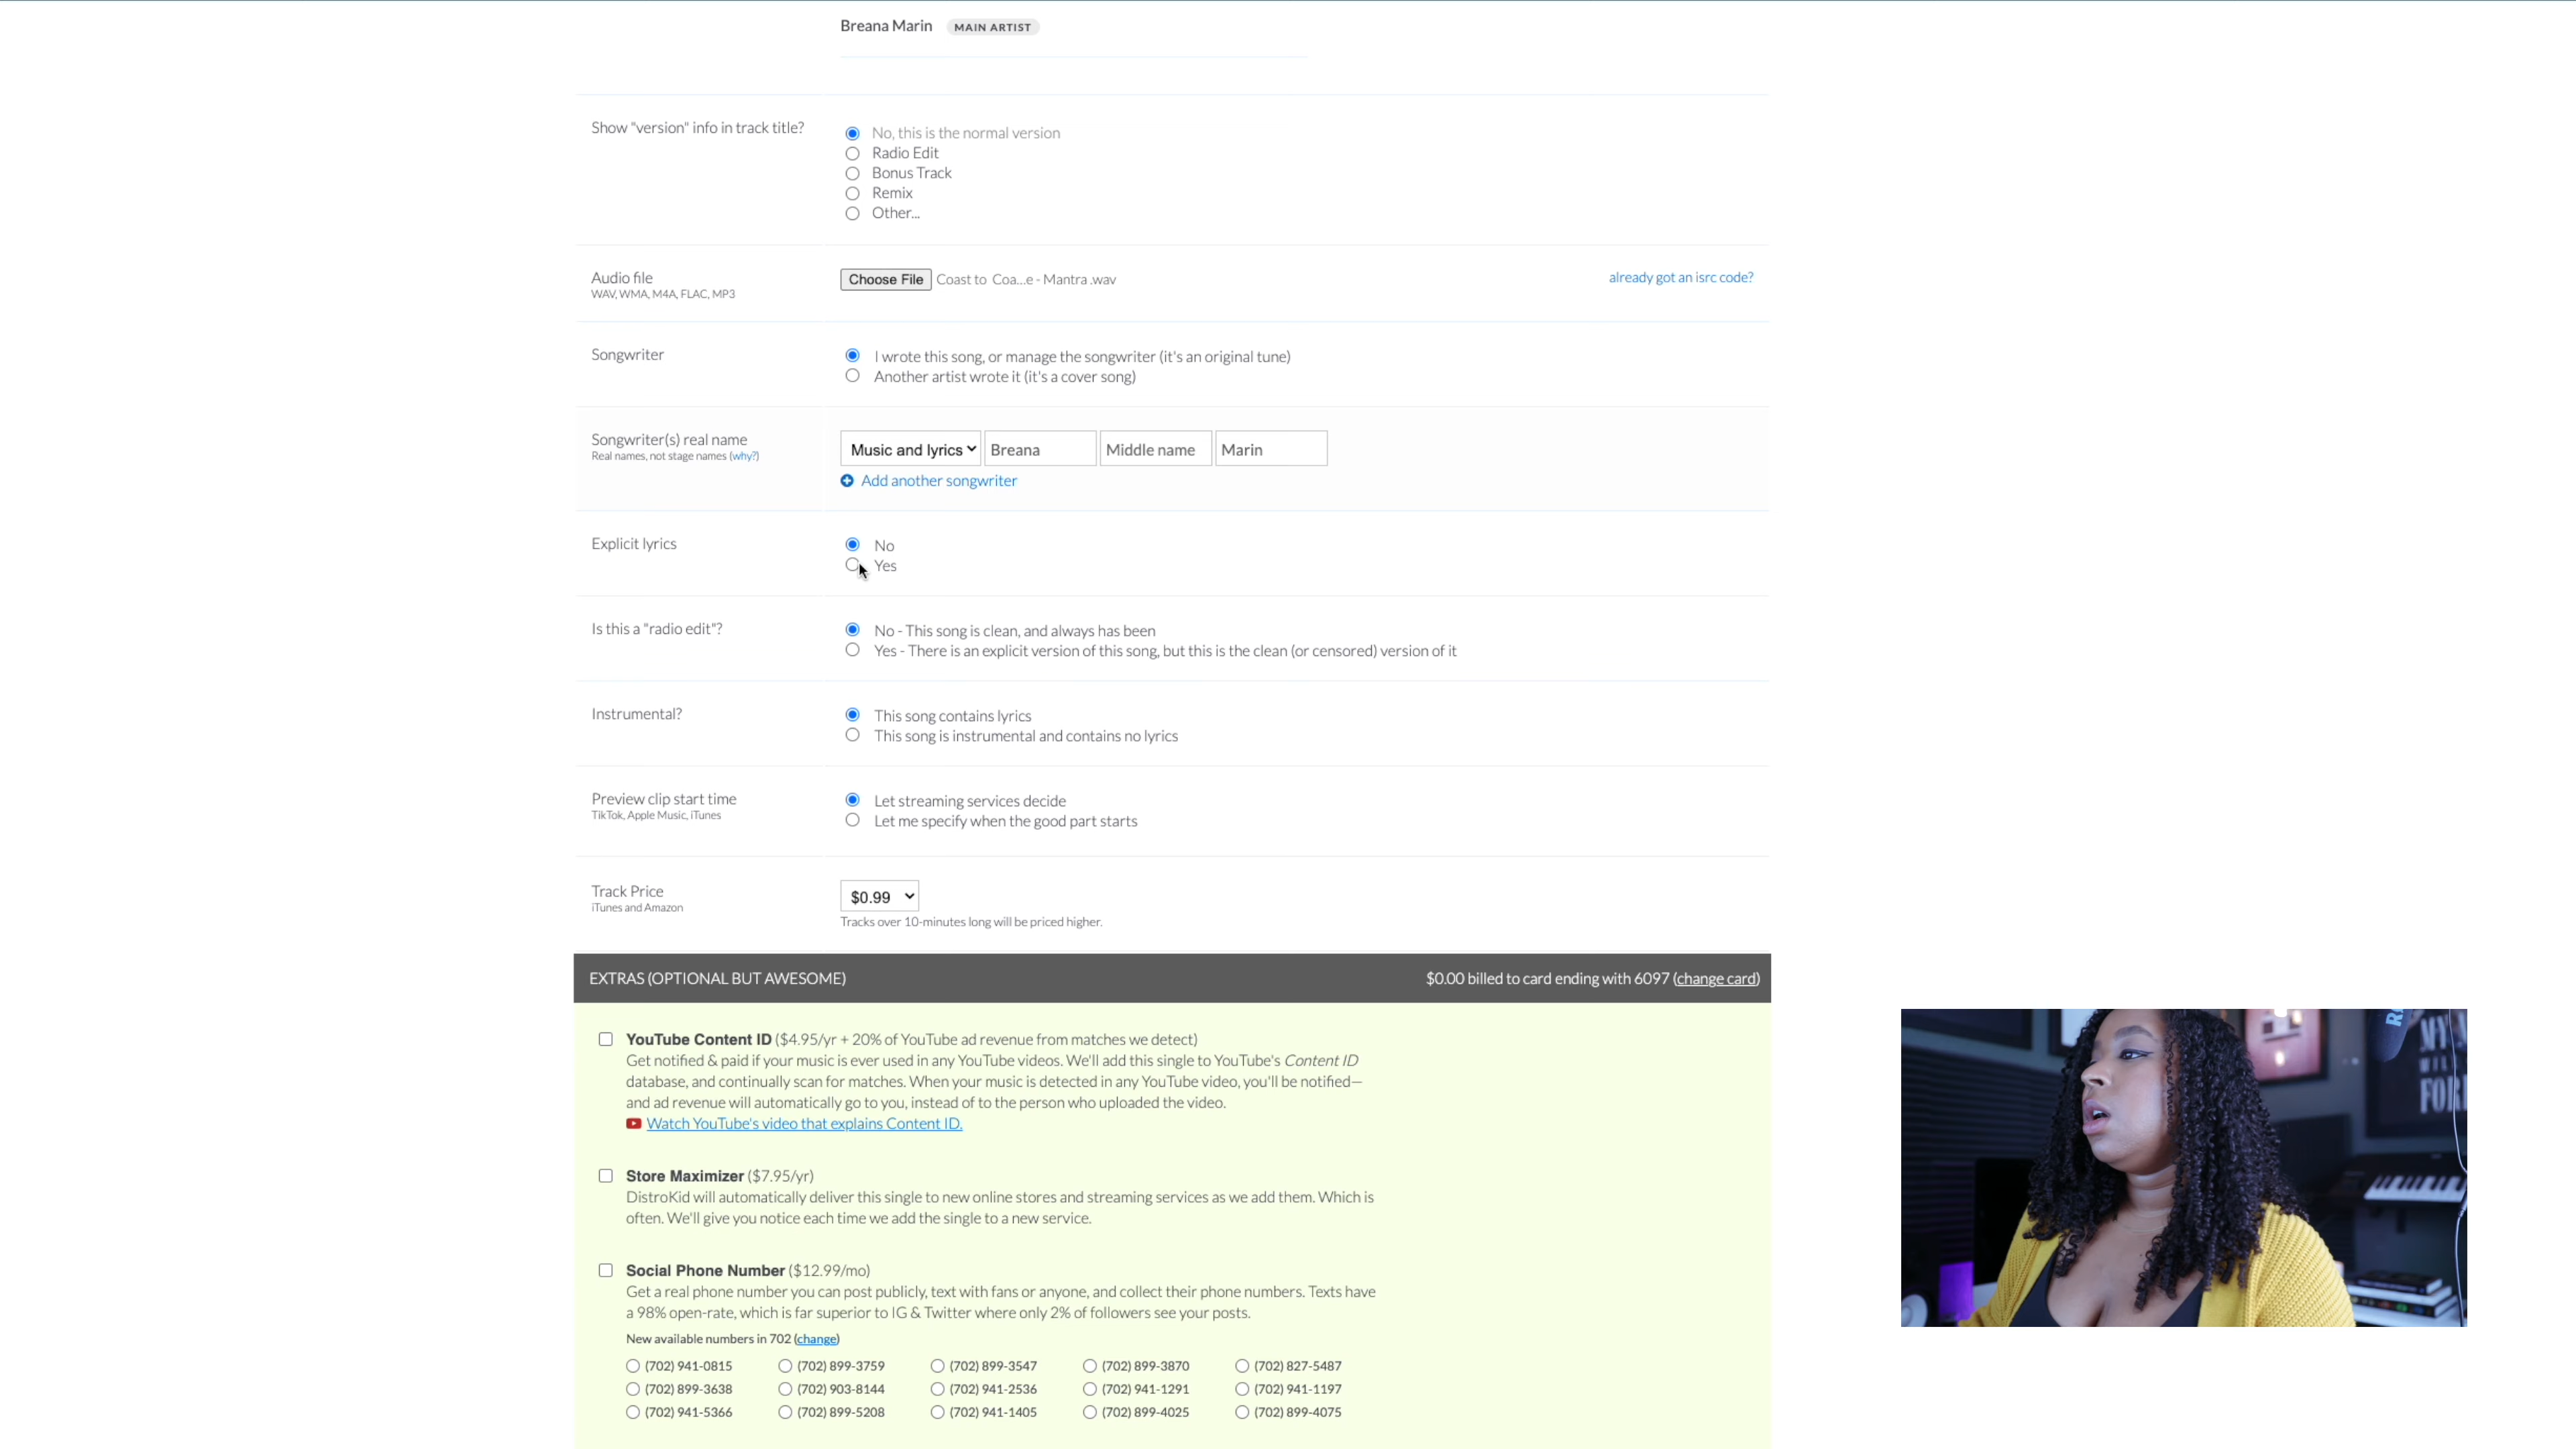 Breana Marin MAIN ARTIST
Show "version" info in track title?
No, this is the normal version
Radio Edit
Bonus Track
Remix
Other...
Audio file
WAV, WMA, M4A, FLAC, MP3
Choose File Coast to Coa...e - Mantra .wav
already got an isrc code?
Songwriter
I wrote this song, or manage the songwriter (it's an original tune)
Another artist wrote it (it's a cover song)
Songwriter(s) real name
Real names, not stage names (why?)
Music and lyrics Breana Middle name Marin
Add another songwriter
Explicit lyrics
No
Yes
Is this a "radio edit"?
No - This song is clean, and always has been
Yes - There is an explicit version of this song, but this is the clean (or censored) version of it
Instrumental?
This song contains lyrics
This song is instrumental and contains no lyrics
Preview clip start time
TikTok, Apple Music, iTunes
Let streaming services decide
Let me specify when the good part starts
Track Price
iTunes and Amazon
$0.99
Tracks over 10-minutes long will be priced higher.
EXTRAS (OPTIONAL BUT AWESOME) $0.00 billed to card ending with 6097 (change card)
YouTube Content ID ($4.95/yr + 20% of YouTube ad revenue from matches we detect)
Get notified & paid if your music is ever used in any YouTube videos. We'll add this single to YouTube's Content ID
database, and continually scan for matches. When your music is detected in any YouTube video, you'll be notified—
and ad revenue will automatically go to you, instead of to the person who uploaded the video.
Watch YouTube's video that explains Content ID.
Store Maximizer ($7.95/yr)
DistroKid will automatically deliver this single to new online stores and streaming services as we add them. Which is
often. We'll give you notice each time we add the single to a new service.
Social Phone Number ($12.99/mo)
Get a real phone number you can post publicly, text with fans or anyone, and collect their phone numbers. Texts have
a 98% open-rate, which is far superior to IG & Twitter where only 2% of followers see your posts.
New available numbers in 702 (change)
(702) 941-0815 (702) 899-3759 (702) 899-3547 (702) 899-3870 (702) 827-5487
(702) 899-3638 (702) 903-8144 (702) 941-2536 (702) 941-1291 (702) 941-1197
(702) 941-5366 (702) 899-5208 (702) 941-1405 (702) 899-4025 (702) 899-4075
MY